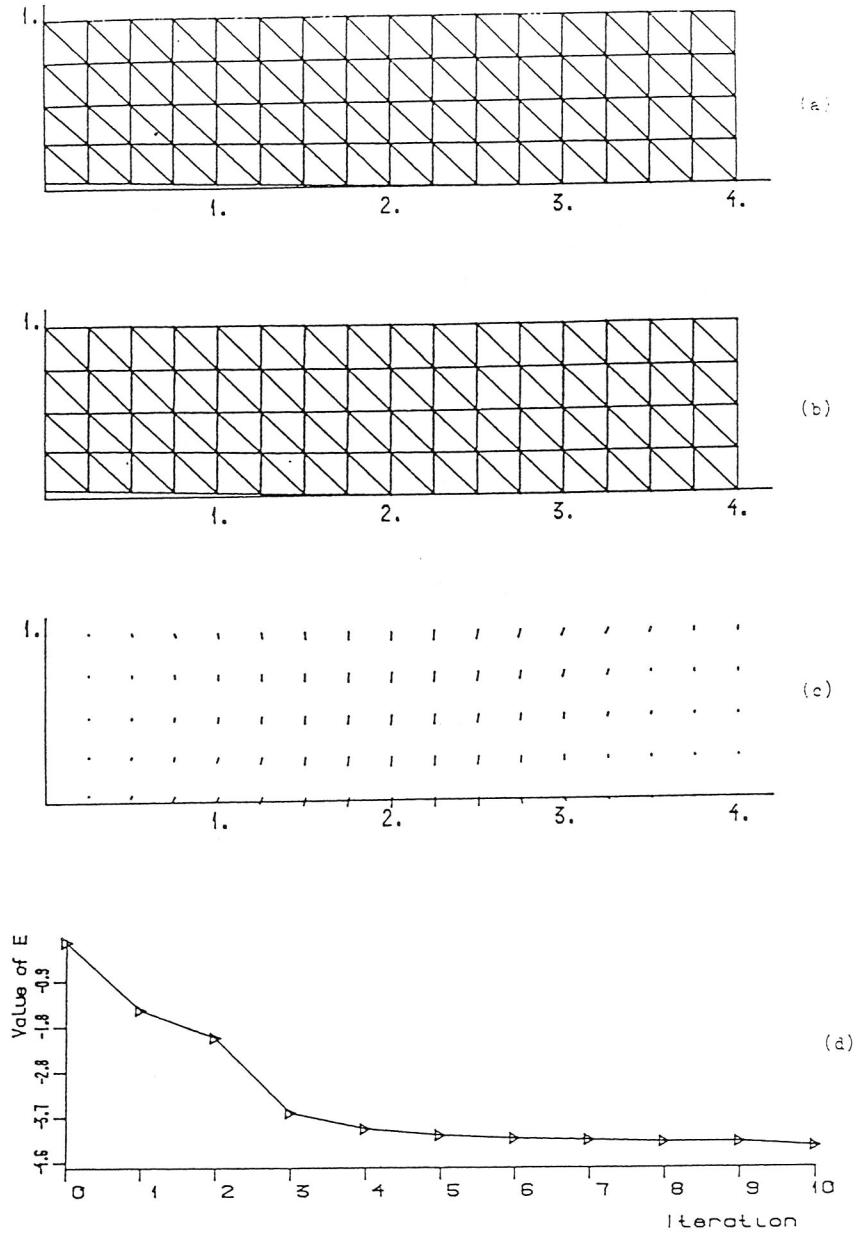 1.
(a)
1. 2. 3. 4.
1.
(b)
1. 2. 3. 4.
1.
(c)
1. 2. 3. 4.
Value of E
-0.9
-1.8
-2.8
-3.7
-4.6
(d)
0 1 2 3 4 5 6 7 8 9 10
Iteration